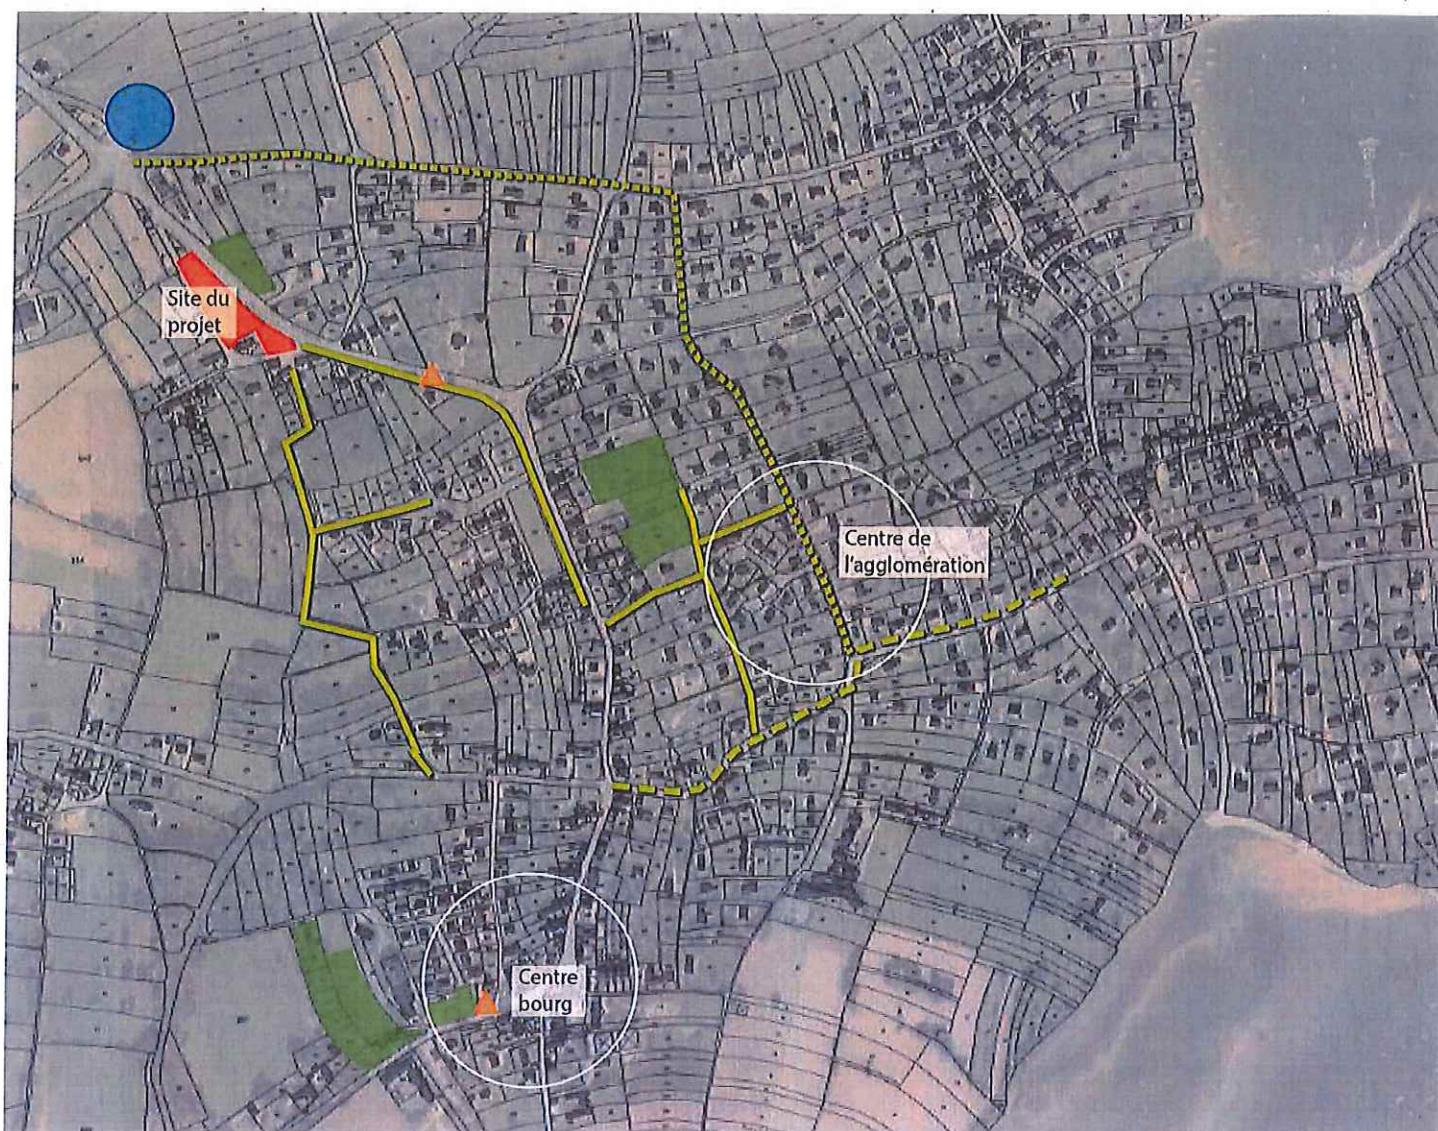 Site du
projet
Centre de
l'agglomération
Centre
bourg